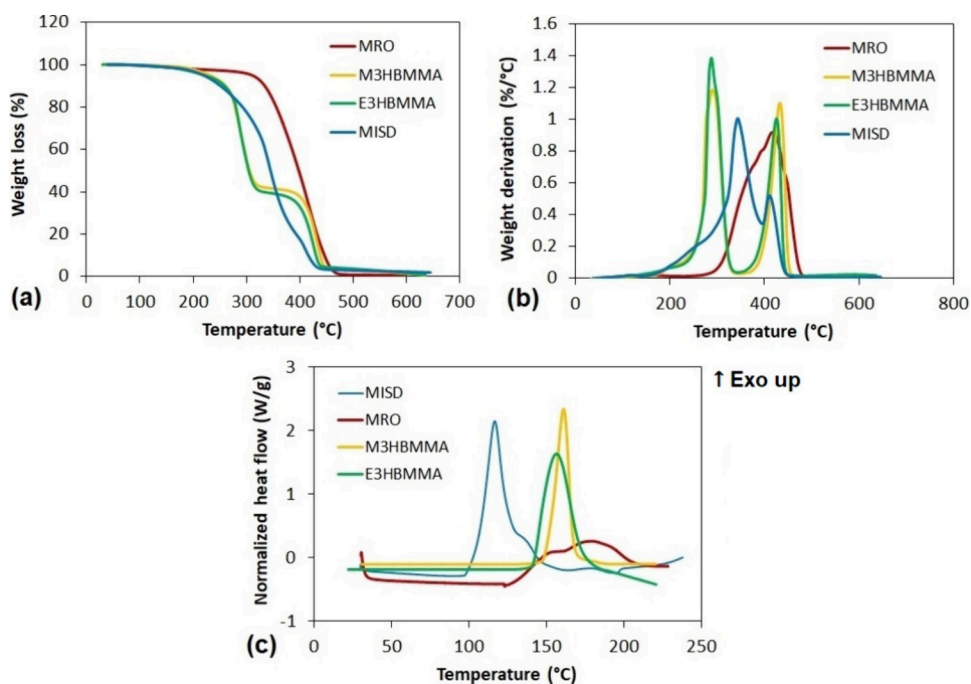 120
100
80
60
40
20
0
Weight loss (%)
MRO
M3HBMMA
E3HBMMA
MISD
0 100 200 300 400 500 600 700
Temperature (°C)
(a)
1.6
1.4
1.2
1
0.8
0.6
0.4
0.2
0
Weight derivation (%/°C)
MRO
M3HBMMA
E3HBMMA
MISD
0 200 400 600 800
Temperature (°C)
(b)
3
2
1
0
-1
Normalized heat flow (W/g)
MISD
MRO
M3HBMMA
E3HBMMA
↑ Exo up
0 50 100 150 200 250
Temperature (°C)
(c)